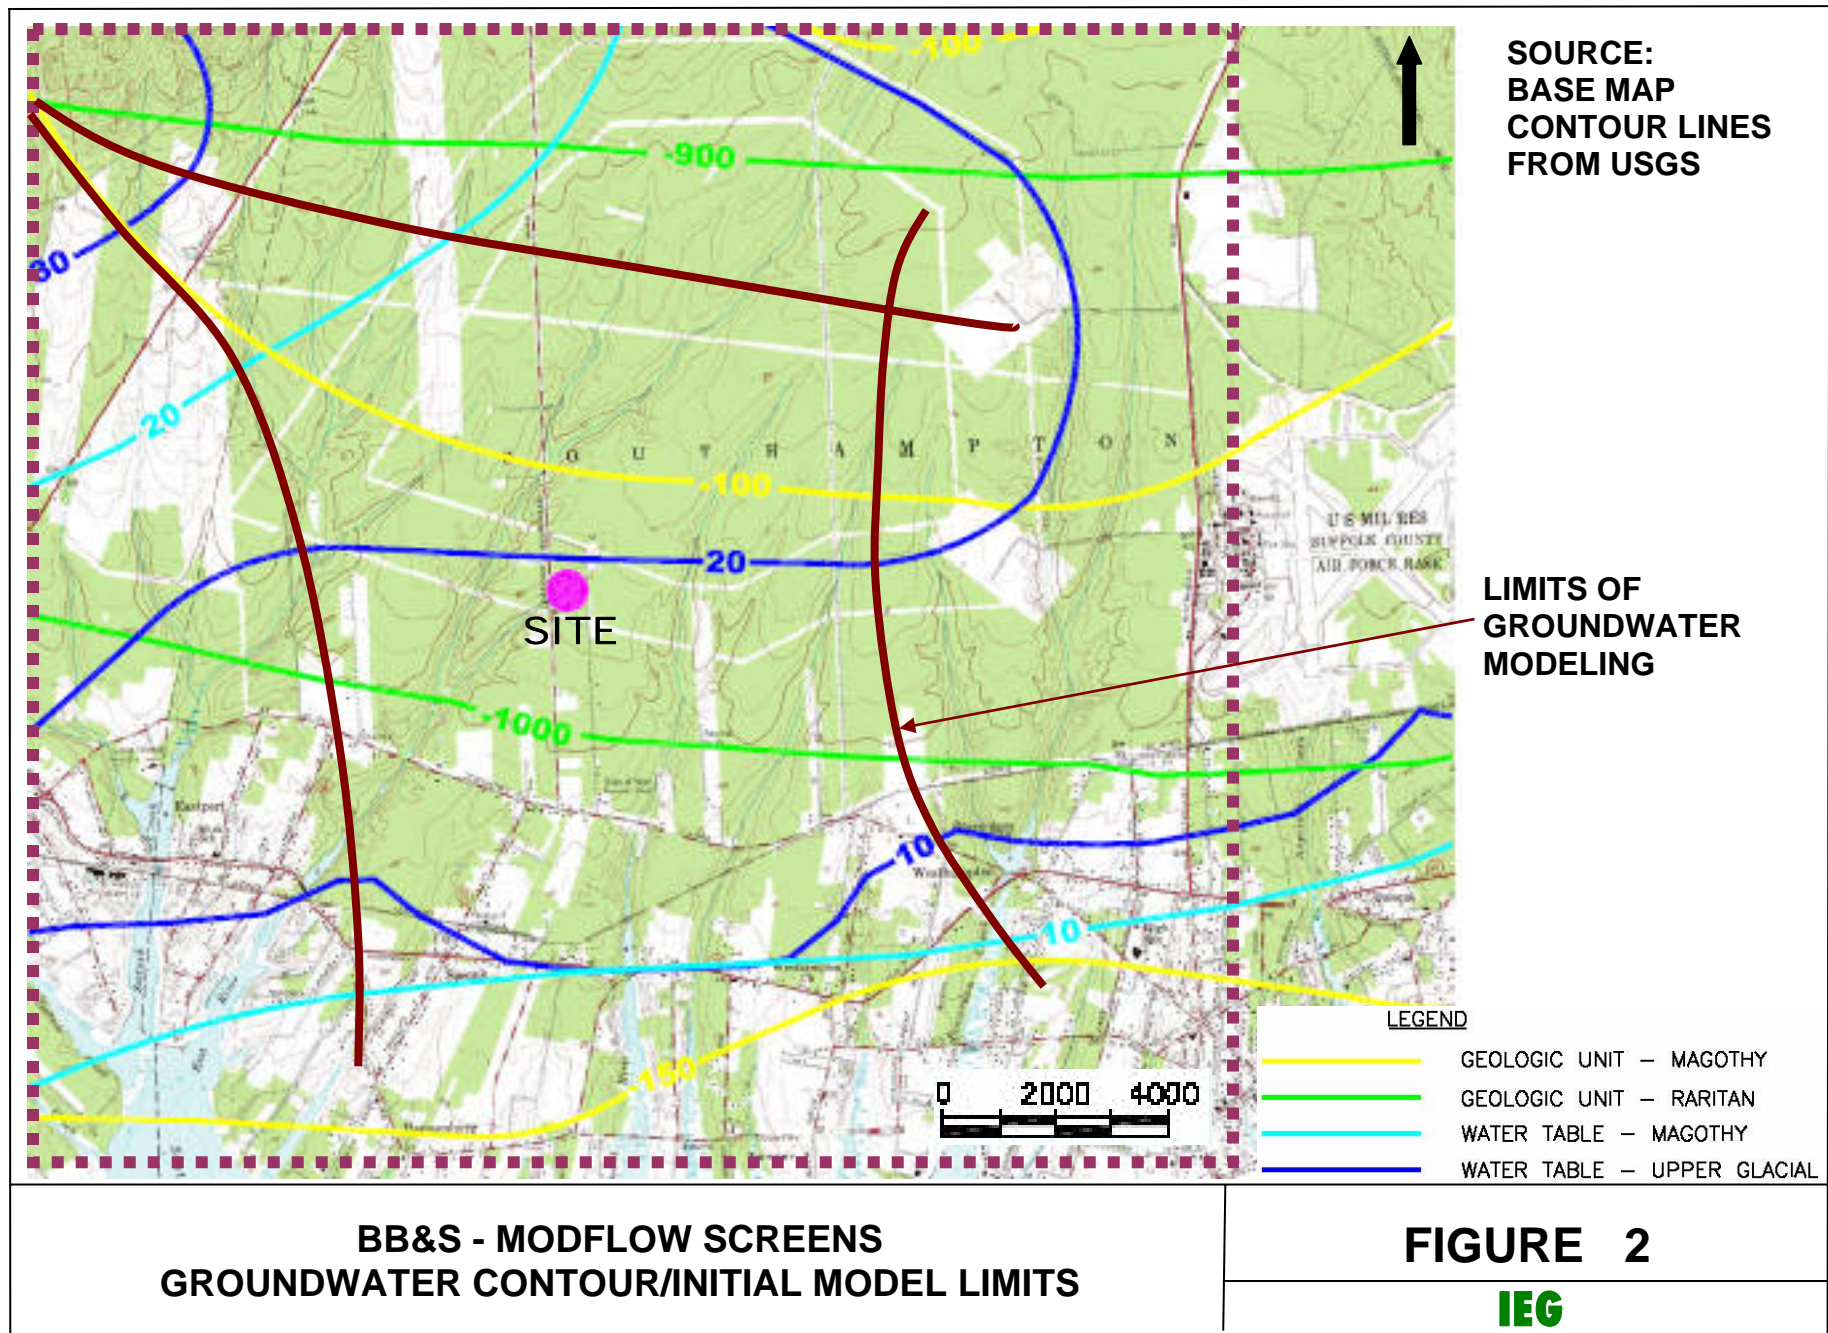 -100
SOURCE:
BASE MAP
CONTOUR LINES
FROM USGS
-900
30
20
O U T H A M P T O N
-100
U S MIL RES
SUFFOLK COUNTY
AIR FORCE BASE
20
SITE
LIMITS OF
GROUNDWATER
MODELING
-1000
Eastport
10
10
-150
0 2000 4000
LEGEND
GEOLOGIC UNIT – MAGOTHY
GEOLOGIC UNIT – RARITAN
WATER TABLE – MAGOTHY
WATER TABLE – UPPER GLACIAL
BB&S - MODFLOW SCREENS
GROUNDWATER CONTOUR/INITIAL MODEL LIMITS
FIGURE 2
IEG